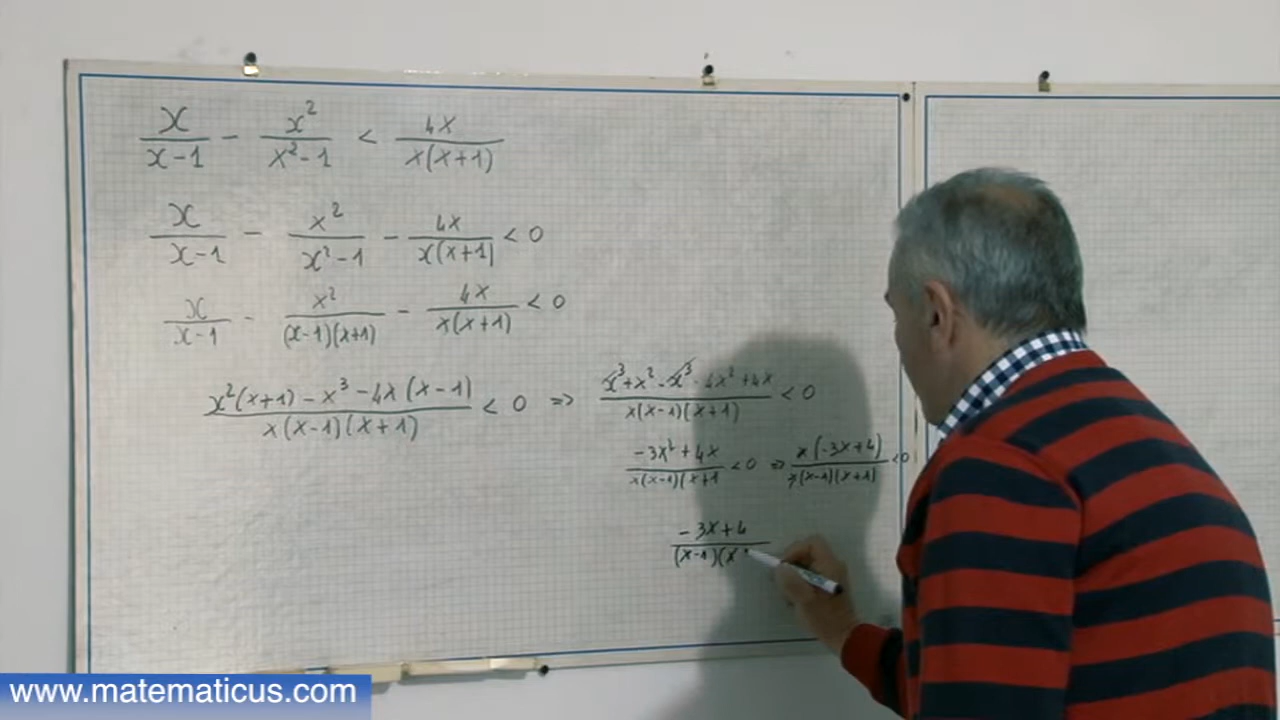 x/(x-1) - x²/(x²-1) < 4x/(x(x+1))
x/(x-1) - x²/(x²-1) - 4x/(x(x+1) < 0
x/(x-1) - x²/((x-1)(x+1)) - 4x/(x(x+1)) < 0
(x²(x+1) - x³ - 4x(x-1))/(x(x-1)(x+1)) < 0 => (x³+x²-x³-4x²+4x)/(x(x-1)(x+1)) < 0
(-3x²+4x)/(x(x-1)(x+1) < 0 => x(-3x+4)/(x(x-1)(x+1)) < 0
(-3x+4)/((x-1)(x
www.matematicus.com